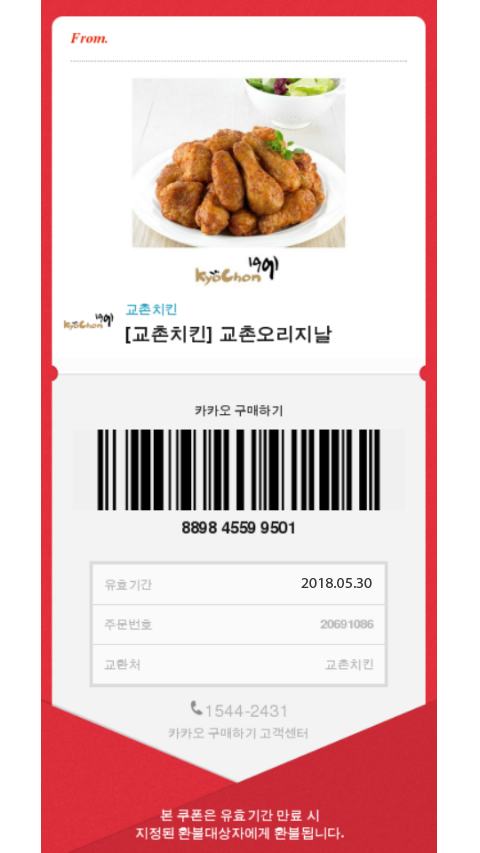 From.
KyoChon 1991
교촌치킨
KyoChon 1991
[교촌치킨] 교촌오리지날
카카오 구매하기
8898 4559 9501
유효기간 2018.05.30
주문번호 20691086
교환처 교촌치킨
1544-2431
카카오 구매하기 고객센터
본 쿠폰은 유효기간 만료 시
지정된 환불대상자에게 환불됩니다.